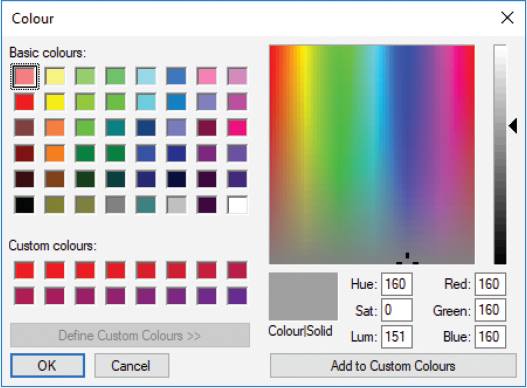 Colour
Basic colours:
Custom colours:
Define Custom Colours >>
OK
Cancel
Colour|Solid
Hue: 160
Sat: 0
Lum: 151
Red: 160
Green: 160
Blue: 160
Add to Custom Colours